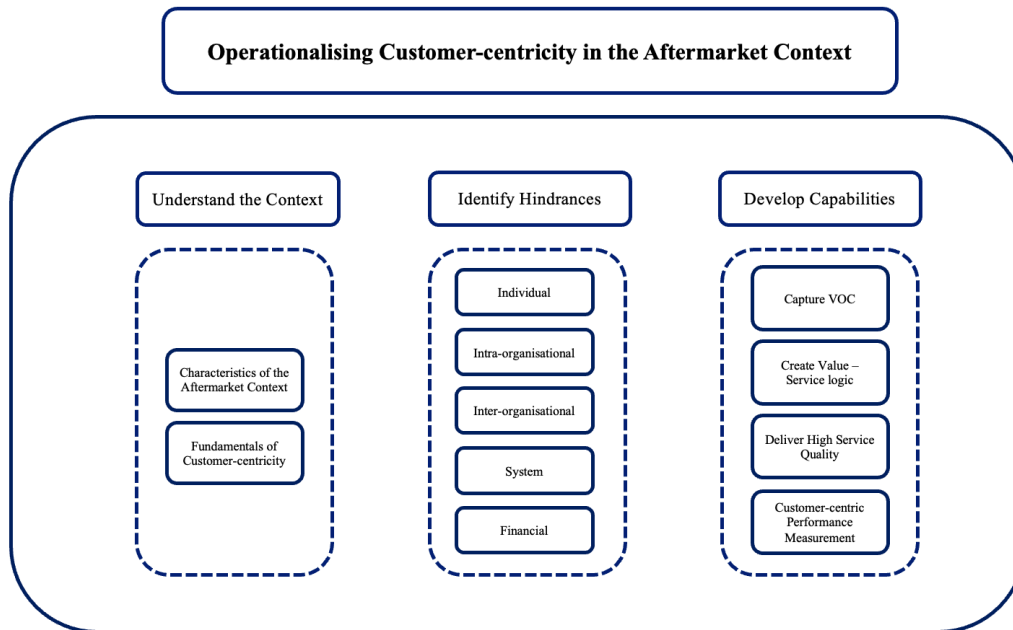 Operationalising Customer-centricity in the Aftermarket Context
Understand the Context
Characteristics of the
Aftermarket Context
Fundamentals of
Customer-centricity
Identify Hindrances
Individual
Intra-organisational
Inter-organisational
System
Financial
Develop Capabilities
Capture VOC
Create Value –
Service logic
Deliver High Service
Quality
Customer-centric
Performance
Measurement